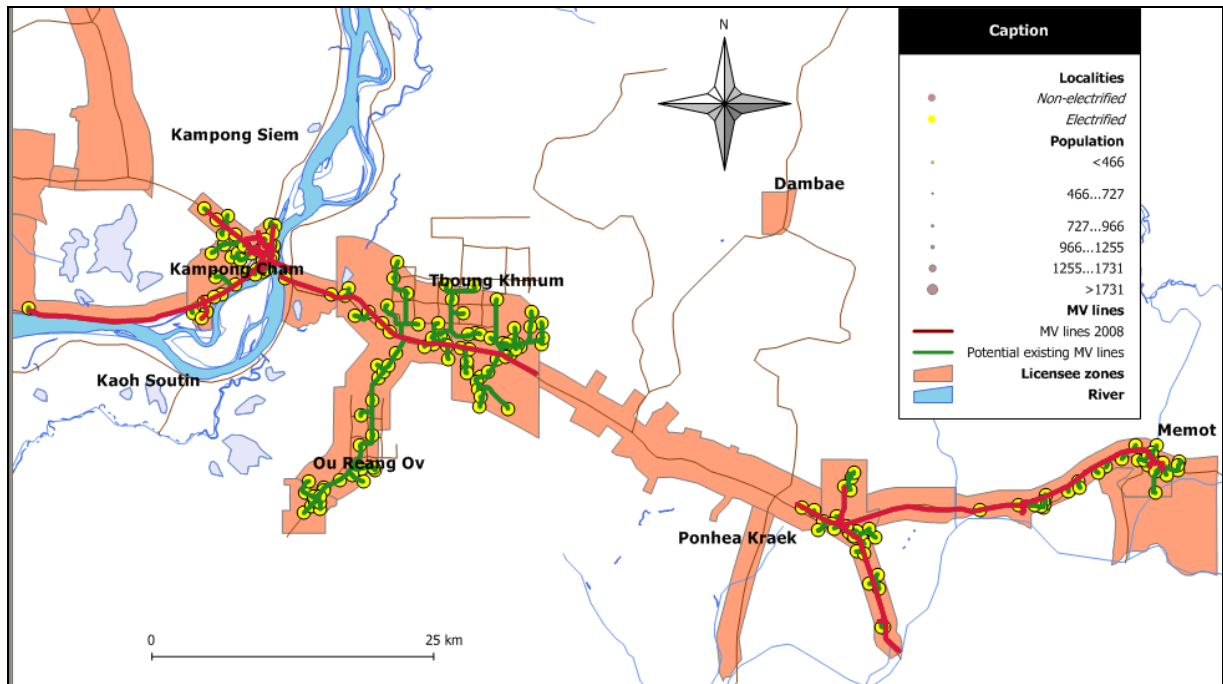 N
Caption
Localities
Non-electrified
Electrified
Population
<466
466...727
727...966
966...1255
1255...1731
>1731
MV lines
MV lines 2008
Potential existing MV lines
Licensee zones
River
Kampong Siem
Dambae
Kampong Cham
Tboung Khmum
Kaoh Soutin
Memot
Ou Reang Ov
Ponhea Kraek
0 25 km